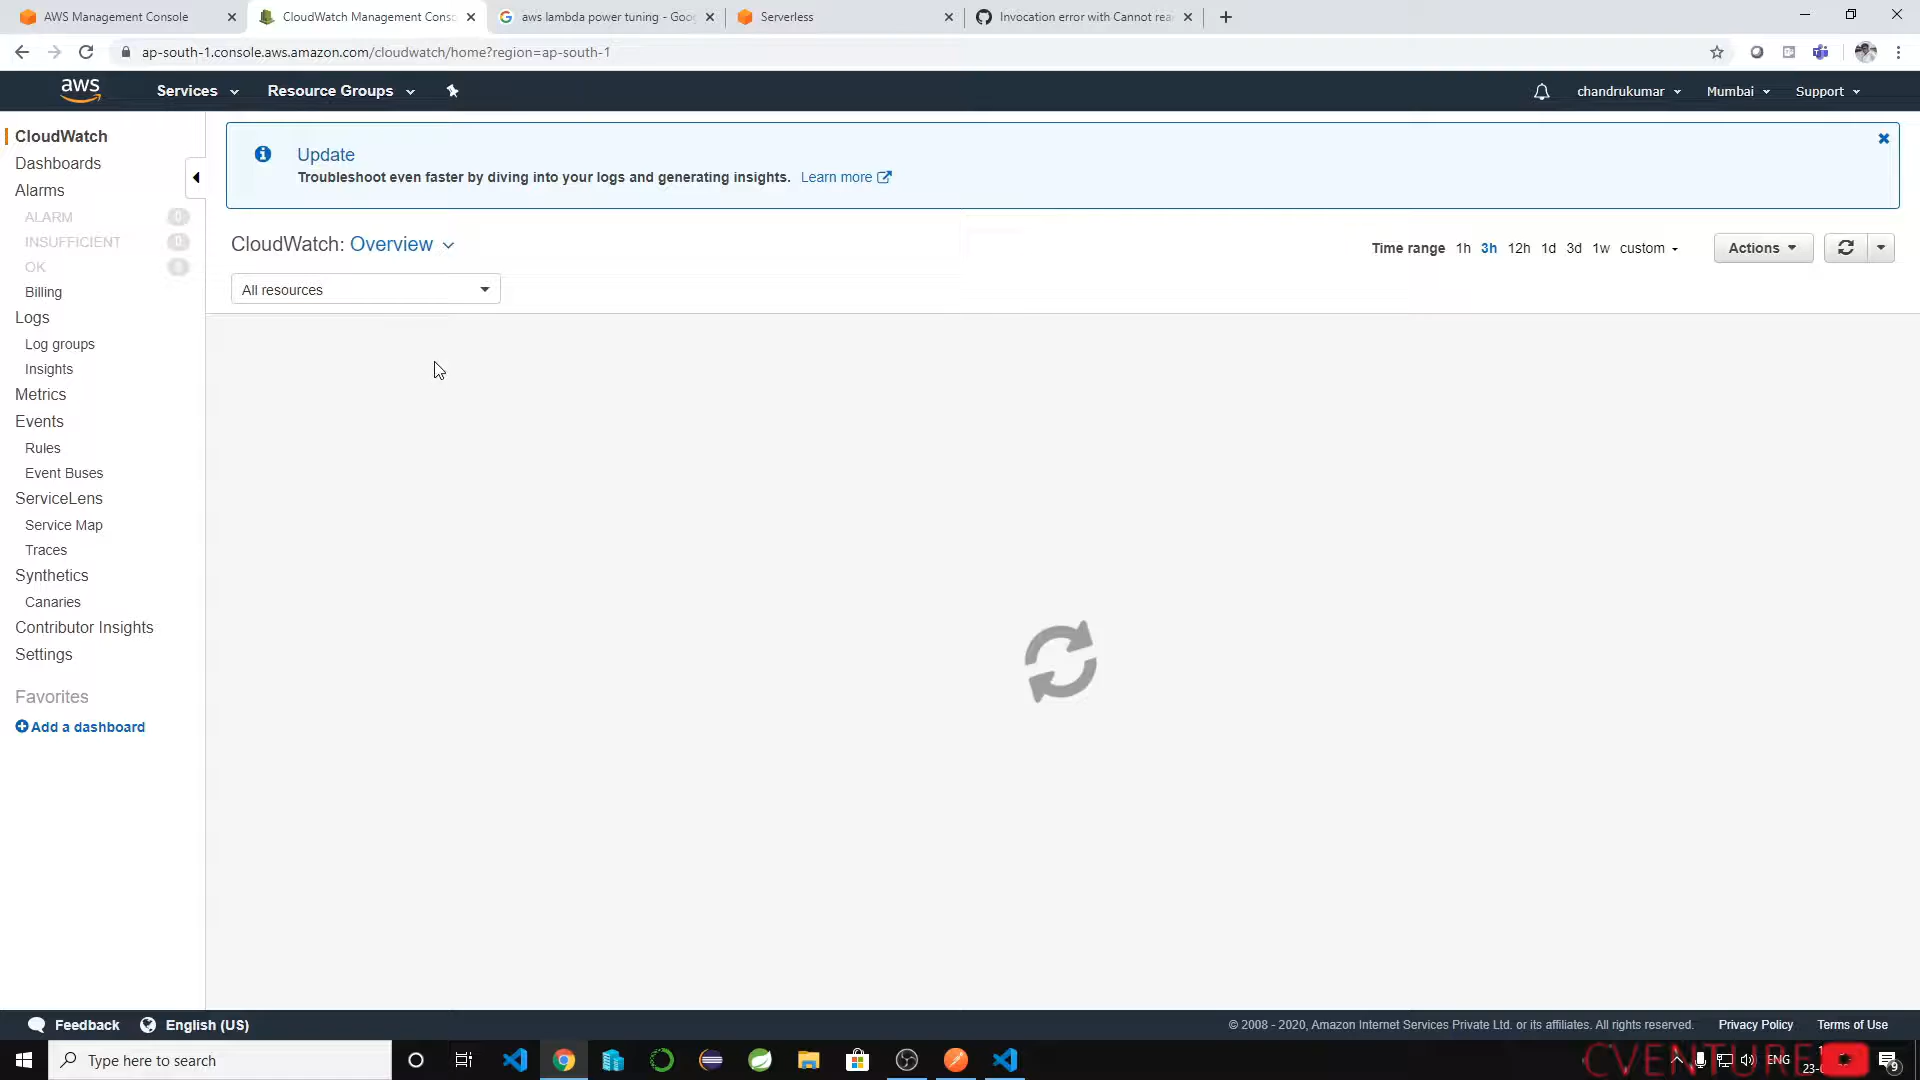 AWS Management Console
CloudWatch Management Conso
aws lambda power tuning - Goo
Serverless
Invocation error with Cannot rea
ap-south-1.console.aws.amazon.com/cloudwatch/home?region=ap-south-1
aws
Services
Resource Groups
chandrukumar
Mumbai
Support
CloudWatch
Dashboards
Alarms
ALARM 0
INSUFFICIENT 0
OK 0
Billing
Logs
Log groups
Insights
Metrics
Events
Rules
Event Buses
ServiceLens
Service Map
Traces
Synthetics
Canaries
Contributor Insights
Settings
Favorites
Add a dashboard
Update
Troubleshoot even faster by diving into your logs and generating insights. Learn more
CloudWatch: Overview
Time range 1h 3h 12h 1d 3d 1w custom
Actions
All resources
Feedback
English (US)
© 2008 - 2020, Amazon Internet Services Private Ltd. or its affiliates. All rights reserved.
Privacy Policy
Terms of Use
Type here to search
CVENTURE
ENG
9